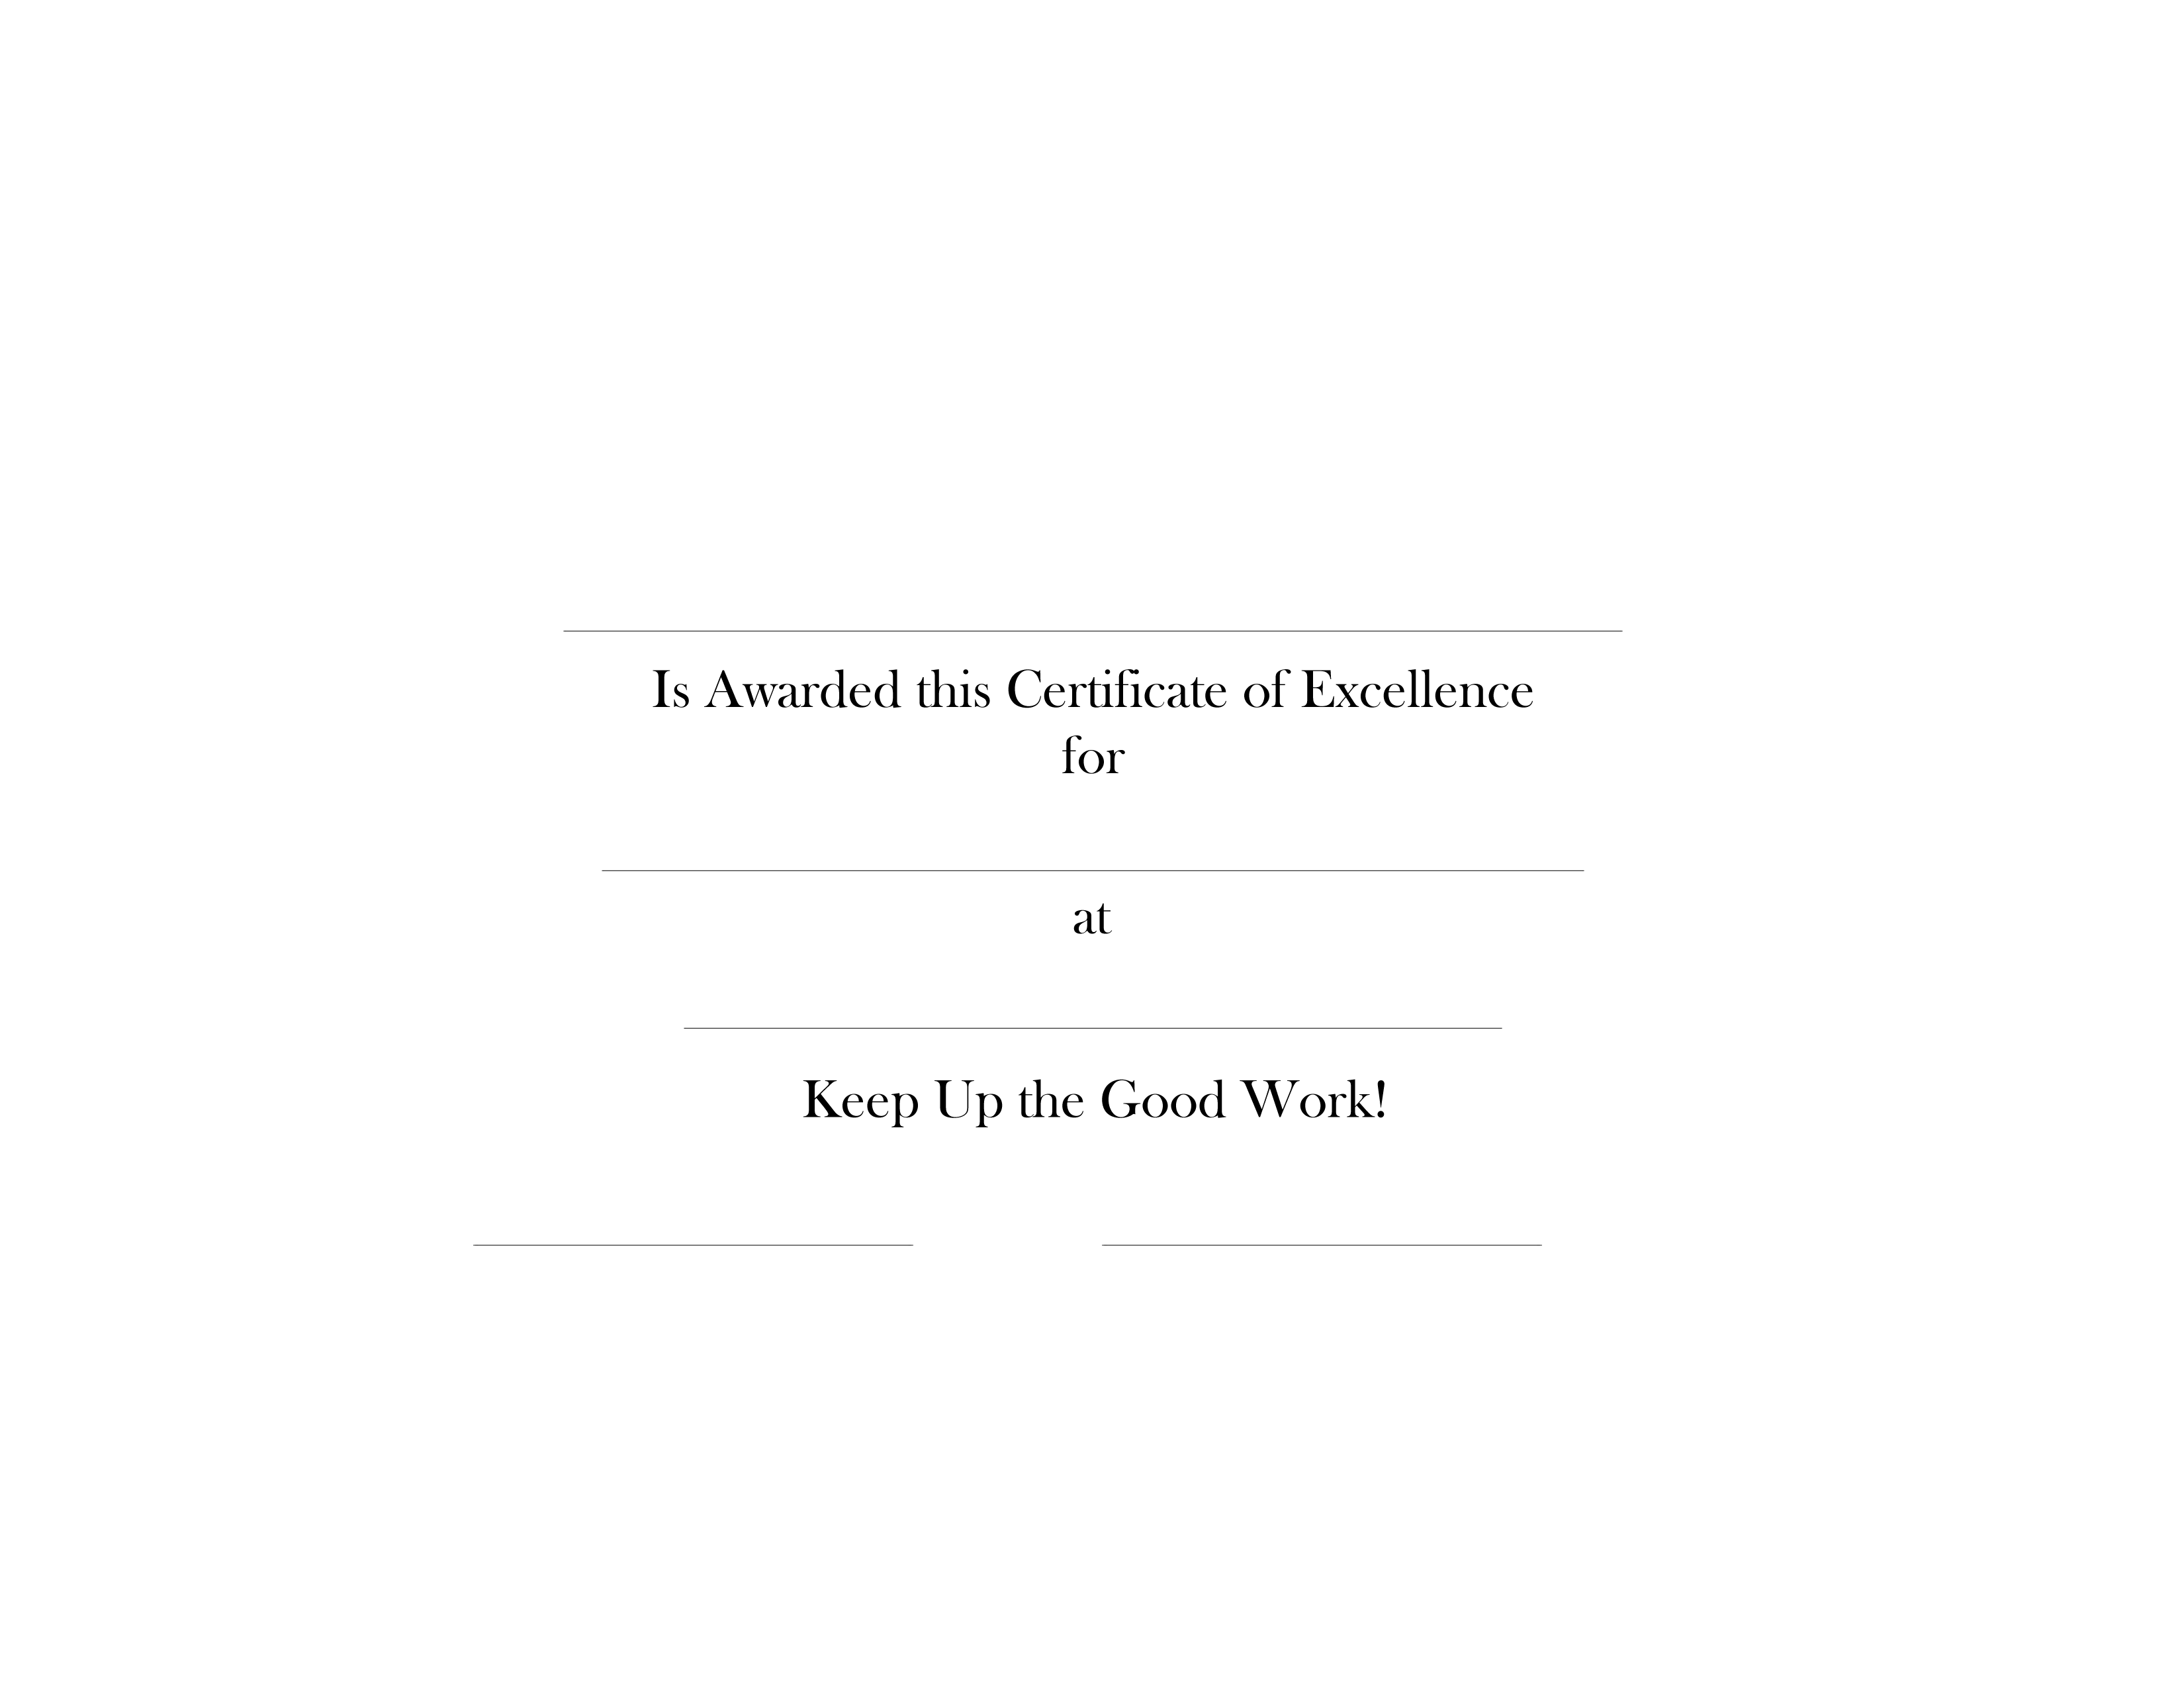 Is Awarded this Certificate of Excellence
for
at
Keep Up the Good Work!